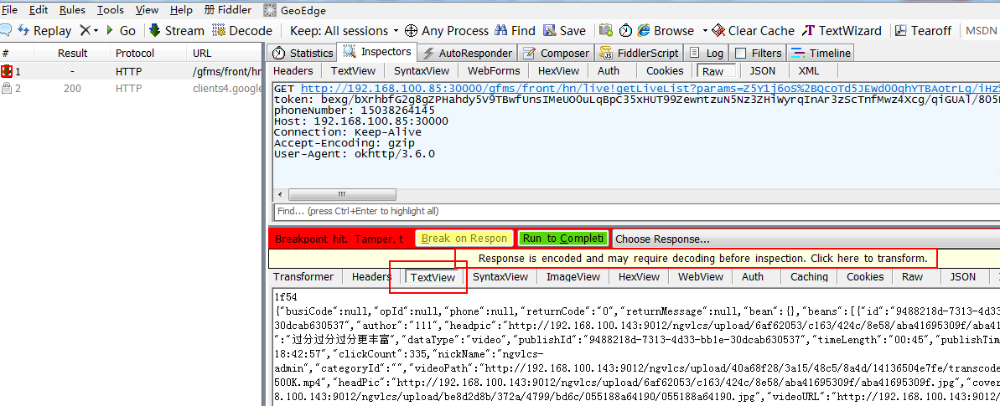 File Edit Rules Tools View Help 册 Fiddler GeoEdge
Replay Go Stream Decode Keep: All sessions Any Process Find Save Browse Clear Cache TextWizard Tearoff MSDN
# Result Protocol URL
1 - HTTP /gfms/front/hn
2 200 HTTP clients4.google
Statistics Inspectors AutoResponder Composer FiddlerScript Log Filters Timeline
Headers TextView SyntaxView WebForms HexView Auth Cookies Raw JSON XML
GET http://192.168.100.85:30000/gfms/front/hn/live!getLiveList?params=Z5Y1j6oS%2BQcoTd5JEWd0OqhYTBAotrLg/iHz%
token: bexg/bXrhbfG2g8gZPHahdy5V9TBwfUnsIMeUO0uLqBpC35xHUT99ZewntzuN5Nz3ZHiWyrqInAr3zScTnfMwz4Xcg/qiGUAl/8O5
phoneNumber: 15038264145
Host: 192.168.100.85:30000
Connection: Keep-Alive
Accept-Encoding: gzip
User-Agent: okhttp/3.6.0
Find... (press Ctrl+Enter to highlight all)
Breakpoint hit. Tamper, t Break on Respon Run to Completi Choose Response...
Response is encoded and may require decoding before inspection. Click here to transform.
Transformer Headers TextView SyntaxView ImageView HexView WebView Auth Caching Cookies Raw JSON
1f54
{"busiCode":null,"opId":null,"phone":null,"returnCode":"0","returnMessage":null,"bean":{},"beans":[{"id":"9488218d-7313-4d33
30dcab630537","author":"111","headpic":"http://192.168.100.143:9012/ngvlcs/upload/6af62053/c163/424c/8e58/aba41695309f/aba41
":"过分过分过分更丰富","dataType":"video","publishId":"9488218d-7313-4d33-bb1e-30dcab630537","timeLength":"00:45","publishTim
18:42:57","clickCount":335,"nickName":"ngvlcs-
admin","categoryId":"","videoPath":"http://192.168.100.143:9012/ngvlcs/upload/40a68f28/3a15/48c5/8a4d/14136504e7fe/transcode
500K.mp4","headPic":"http://192.168.100.143:9012/ngvlcs/upload/6af62053/c163/424c/8e58/aba41695309f/aba41695309f.jpg","cover
8.100.143:9012/ngvlcs/upload/be8d2d8b/372a/4799/bd6c/055188a64190/055188a64190.jpg","videoURL":"http://192.168.100.143:9012/